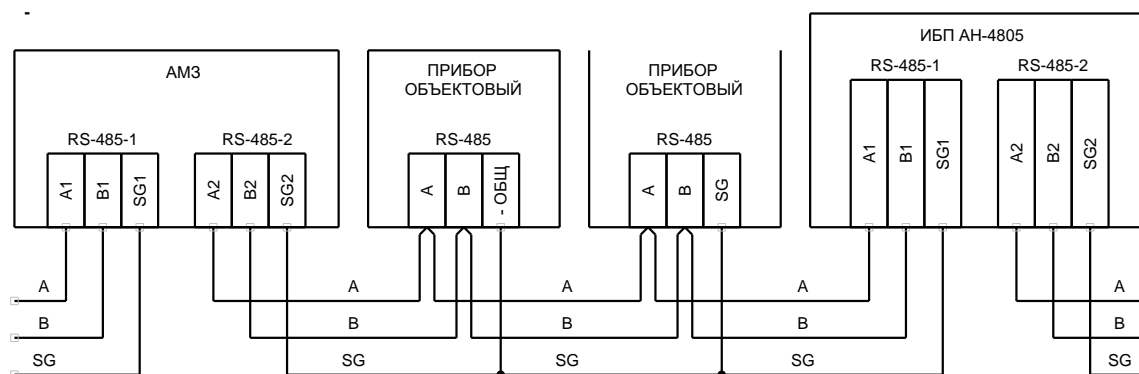 -
АМ3
RS-485-1
RS-485-2
A1
B1
SG1
A2
B2
SG2
ПРИБОР
ОБЪЕКТОВЫЙ
RS-485
A
B
- ОБЩ
ПРИБОР
ОБЪЕКТОВЫЙ
RS-485
A
B
SG
ИБП АН-4805
RS-485-1
RS-485-2
A1
B1
SG1
A2
B2
SG2
A
A
A
A
A
B
B
B
B
B
SG
SG
SG
SG
SG